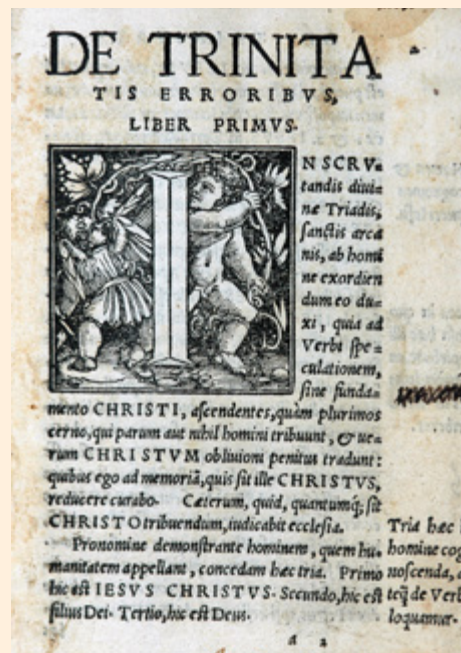 DE TRINITA
TIS ERRORIBVS,
LIBER PRIMVS.
IN SCRV-
tandis diui-
næ Triadis,
sanctis arca
nis, ab homi
ne exordien
dum eo du-
xi, quia ad
Verbi spe-
culationem,
sine funda-
mento CHRISTI, ascendentes, quàm plurimos
cerno, qui parum aut nihil homini tribuunt, & ue-
rum CHRISTVM obliuioni penitus tradunt:
quibus ego ad memoriã, quis sit ille CHRISTVS,
reducere curabo. Cæterum, quid, quantumq; sit
CHRISTO tribuendum, iudicabit ecclesia.
Pronomine demonstrante hominem, quem hu-
manitatem appellant, concedam hæc tria. Primo
hic est IESVS CHRISTVS. Secundo, hic est
filius Dei. Tertio, hic est Deus.
a 2
Tria hæc
homine cog
noscenda,
teq̃ de Verb
loquamur.